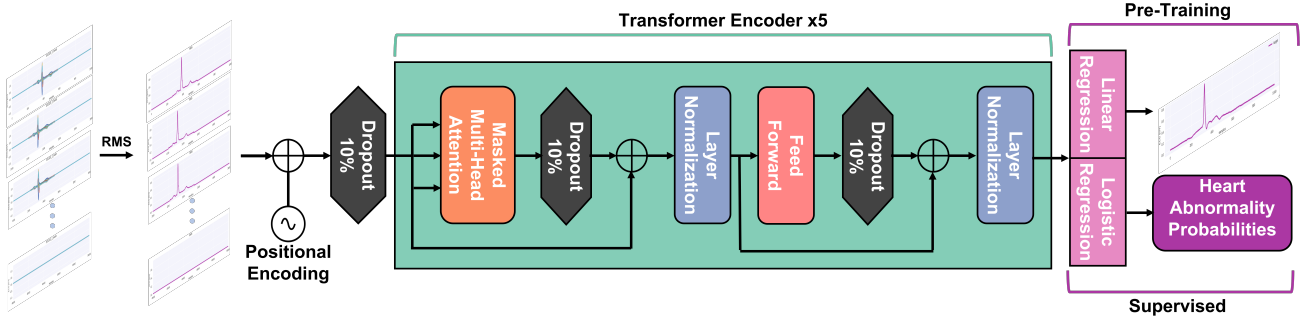 Transformer Encoder x5
Pre-Training
RMS
Positional
Encoding
Dropout
10%
Masked
Multi-Head
Attention
Dropout
10%
Layer
Normalization
Feed
Forward
Dropout
10%
Layer
Normalization
Linear
Regression
Logistic
Regression
Heart
Abnormality
Probabilities
Supervised